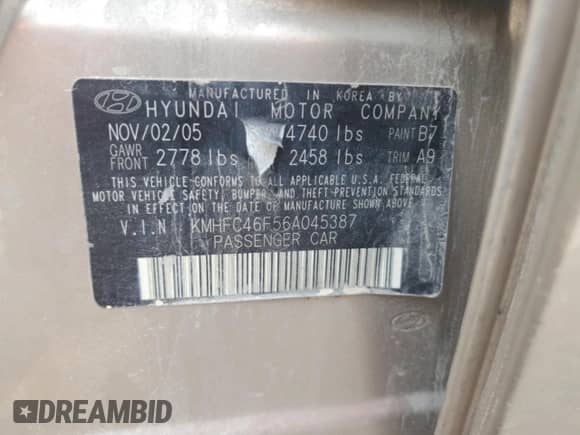 MANUFACTURED IN KOREA BY
HYUNDAI MOTOR COMPANY
NOV/02/05 4740 lbs PAINT B7
GAWR
FRONT 2778 lbs 2458 lbs TRIM A9
THIS VEHICLE CONFORMS TO ALL APPLICABLE U.S.A. FEDERAL
MOTOR VEHICLE SAFETY, BUMPER, AND THEFT PREVENTION STANDARDS
IN EFFECT ON THE DATE OF MANUFACTURE SHOWN ABOVE.
V.I.N KMHFC46F56A045387
PASSENGER CAR
DREAMBID